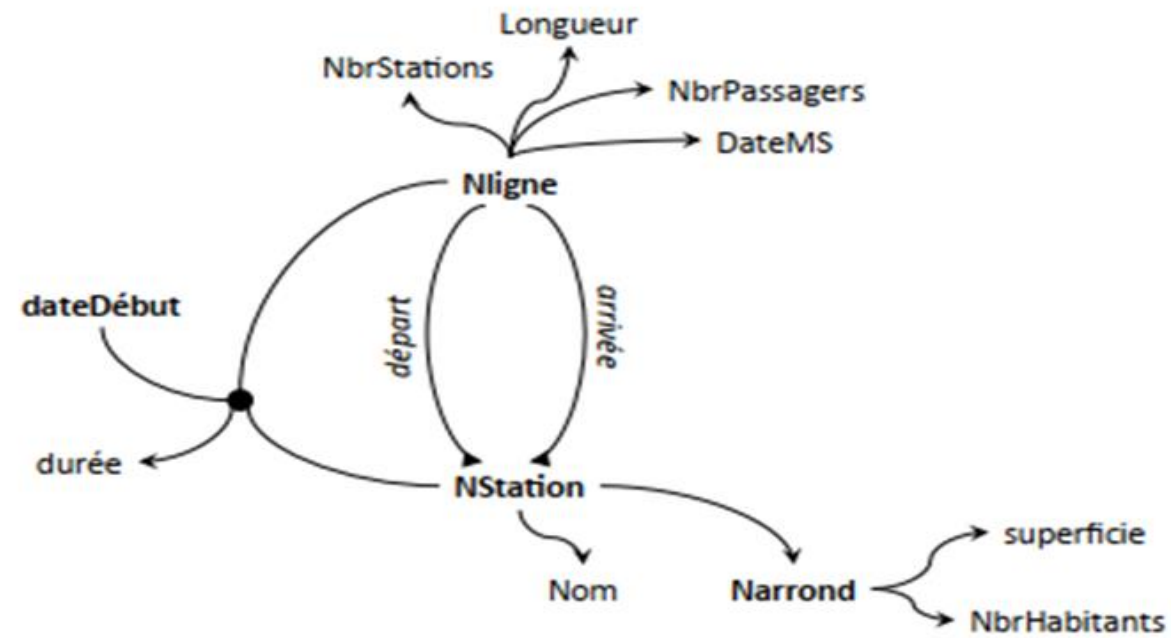 Longueur
NbrStations
NbrPassagers
DateMS
Nligne
dateDébut
départ
arrivée
durée
NStation
superficie
Nom
Narrond
NbrHabitants